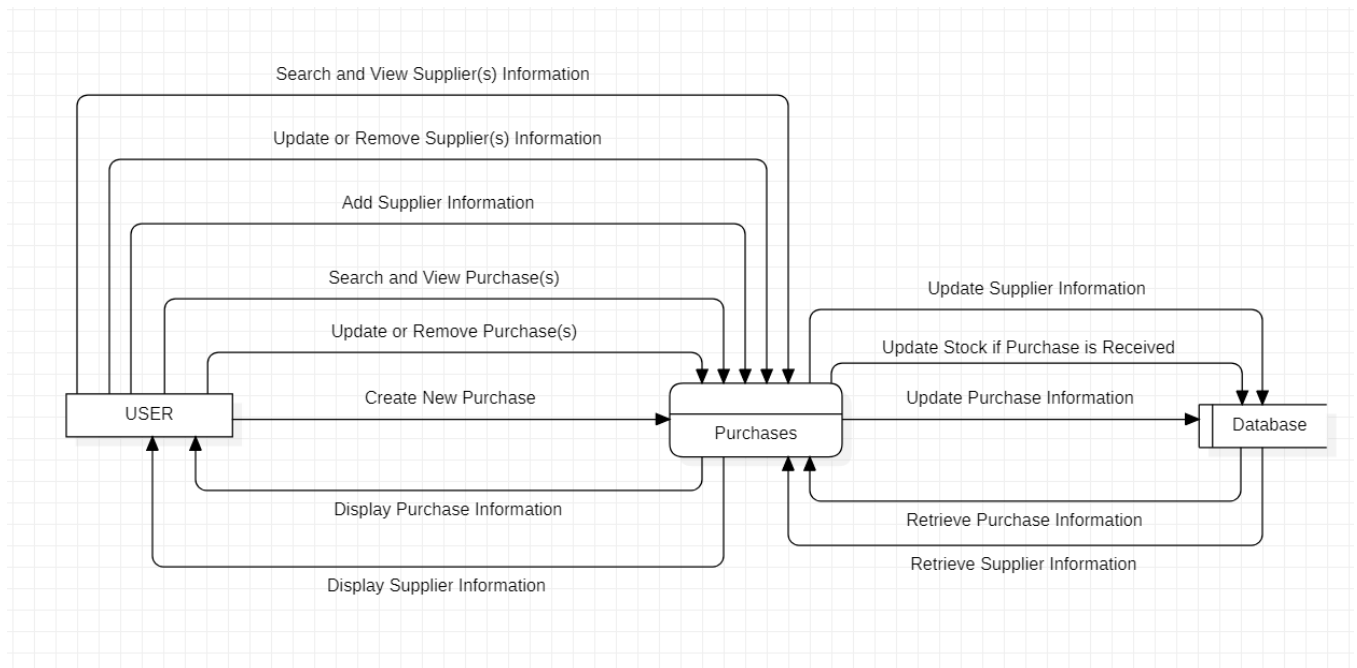 Search and View Supplier(s) Information
Update or Remove Supplier(s) Information
Add Supplier Information
Search and View Purchase(s)
Update Supplier Information
Update or Remove Purchase(s)
Update Stock if Purchase is Received
Create New Purchase
Update Purchase Information
USER
Purchases
Database
Display Purchase Information
Retrieve Purchase Information
Retrieve Supplier Information
Display Supplier Information